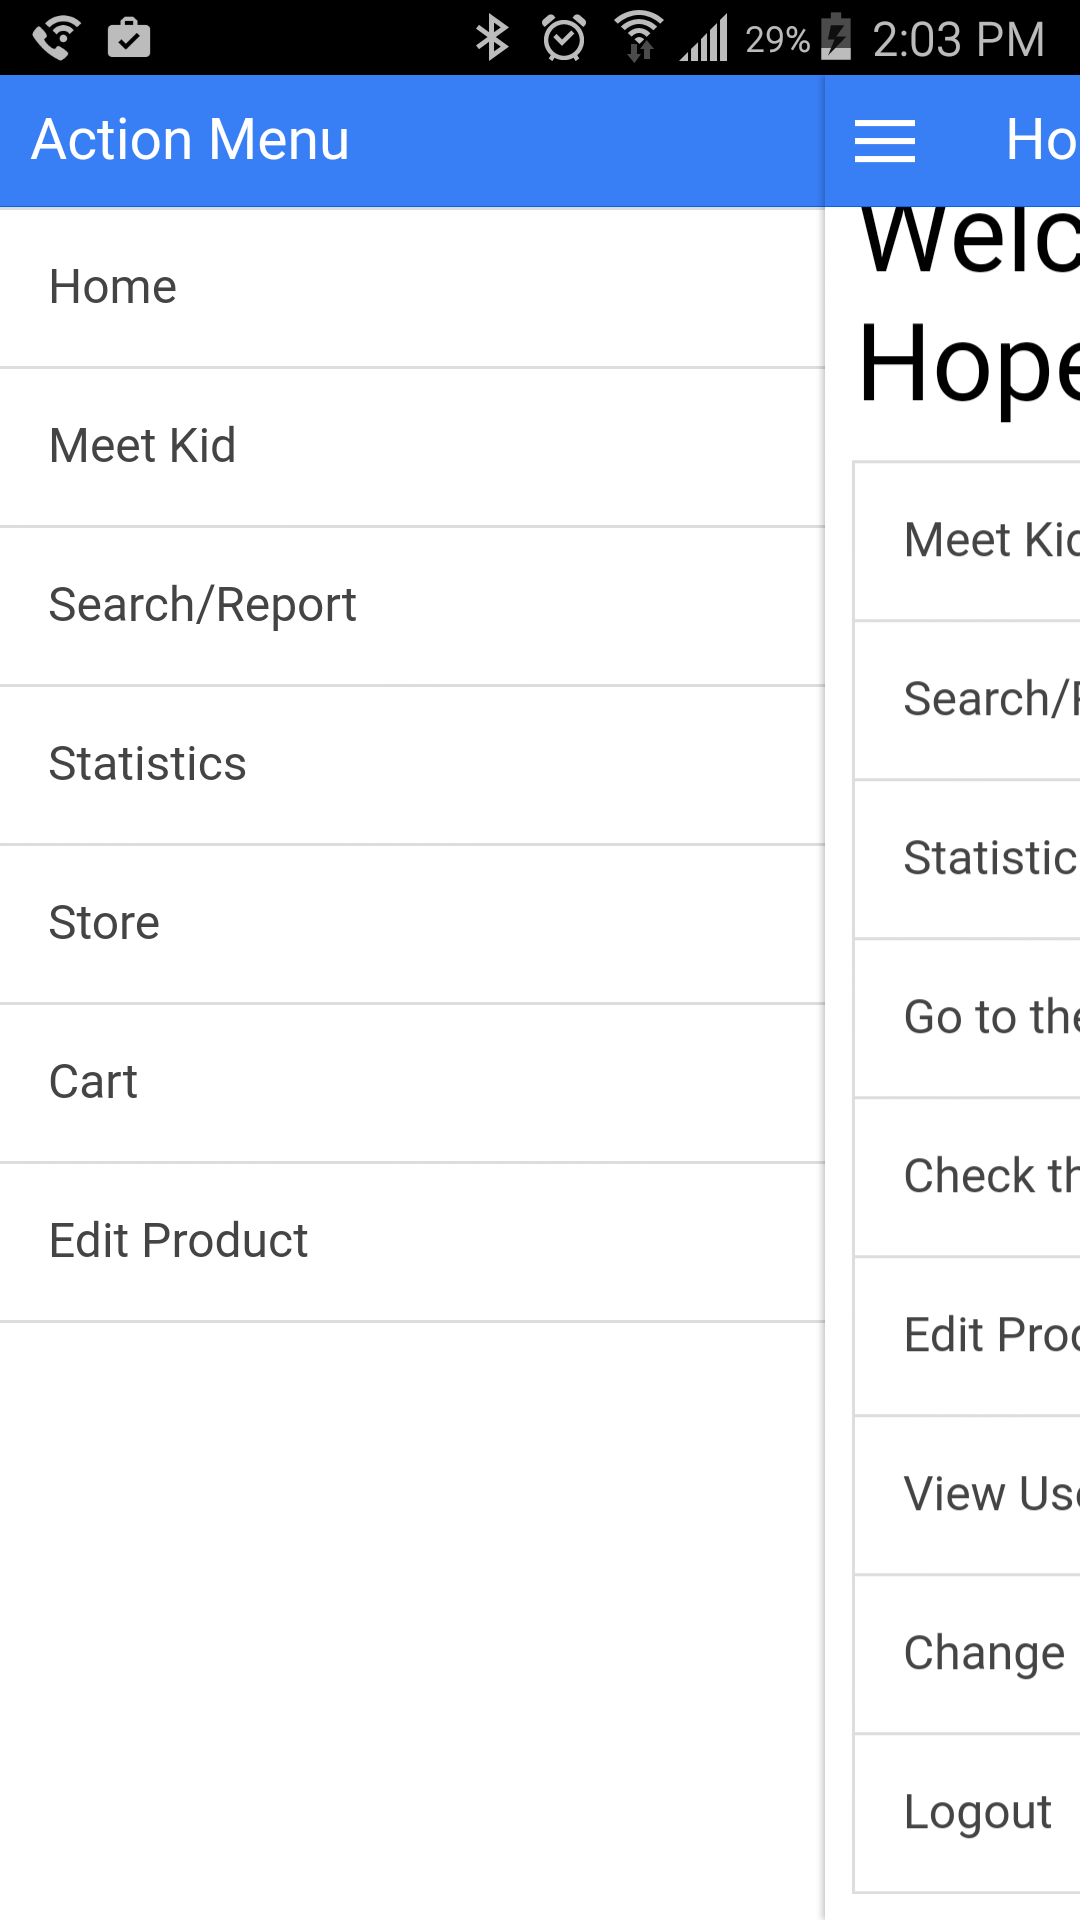 29% 2:03 PM
Action Menu
Home
Meet Kid
Search/Report
Statistics
Store
Cart
Edit Product
Ho
Welc
Hope
Meet Kid
Search/R
Statistic
Go to the
Check th
Edit Prod
View Use
Change
Logout